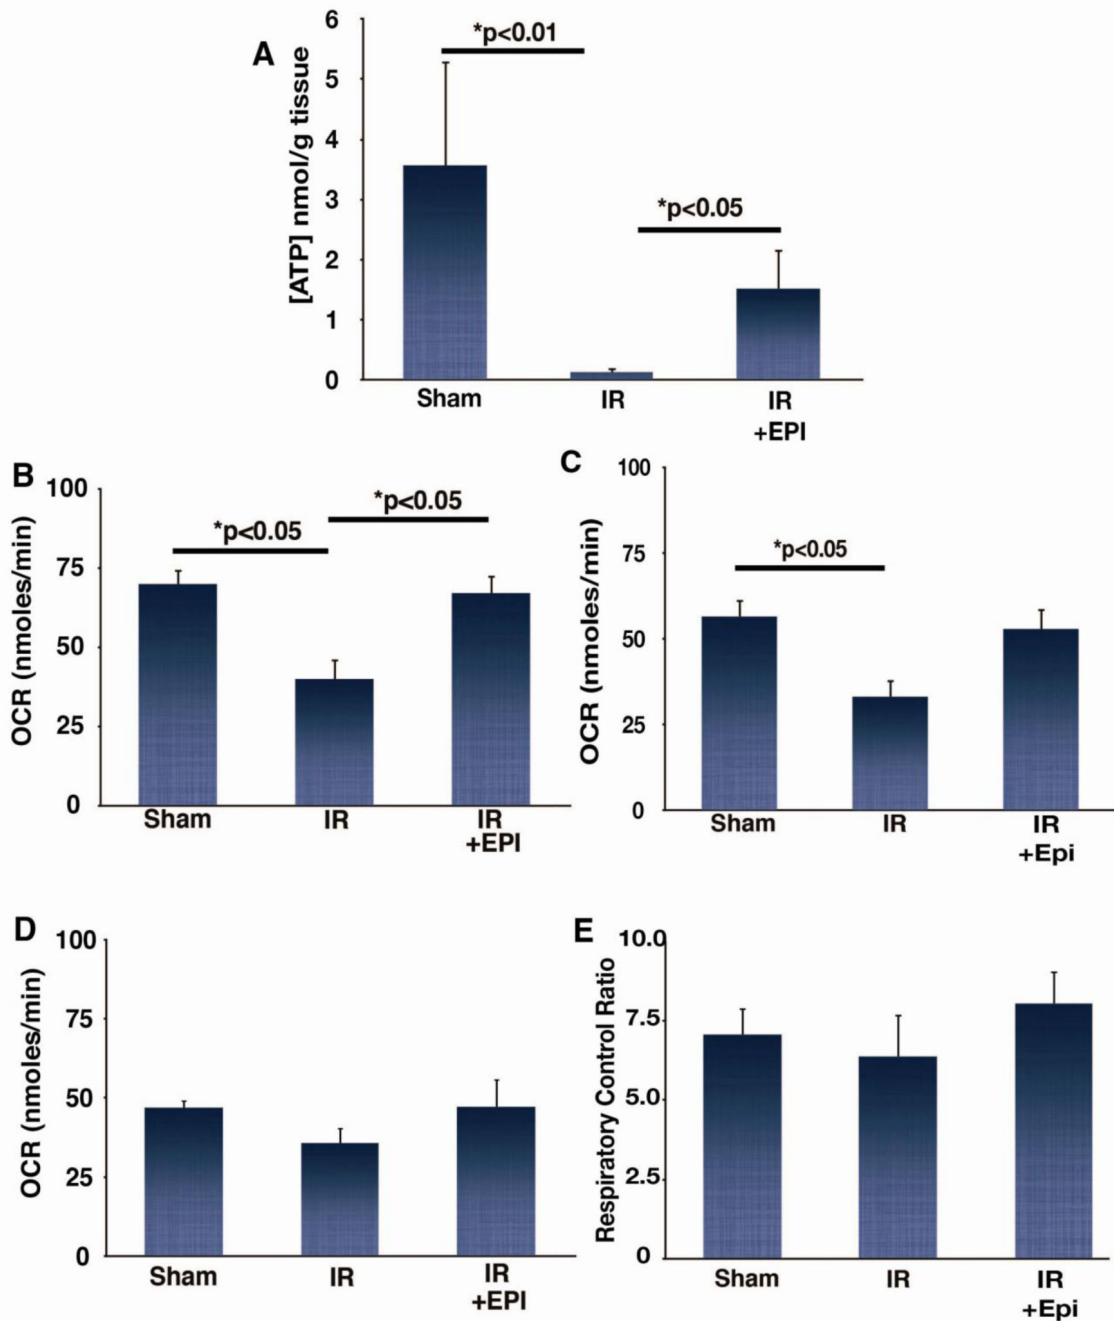 A
[ATP] nmol/g tissue
6
5
4
3
2
1
0
*p<0.01
*p<0.05
Sham
IR
IR
+EPI
B
OCR (nmoles/min)
100
75
50
25
0
*p<0.05
*p<0.05
Sham
IR
IR
+EPI
C
OCR (nmoles/min)
100
75
50
25
0
*p<0.05
Sham
IR
IR
+Epi
D
OCR (nmoles/min)
100
75
50
25
0
Sham
IR
IR
+EPI
E
Respiratory Control Ratio
10.0
7.5
5.0
2.5
0
Sham
IR
IR
+Epi